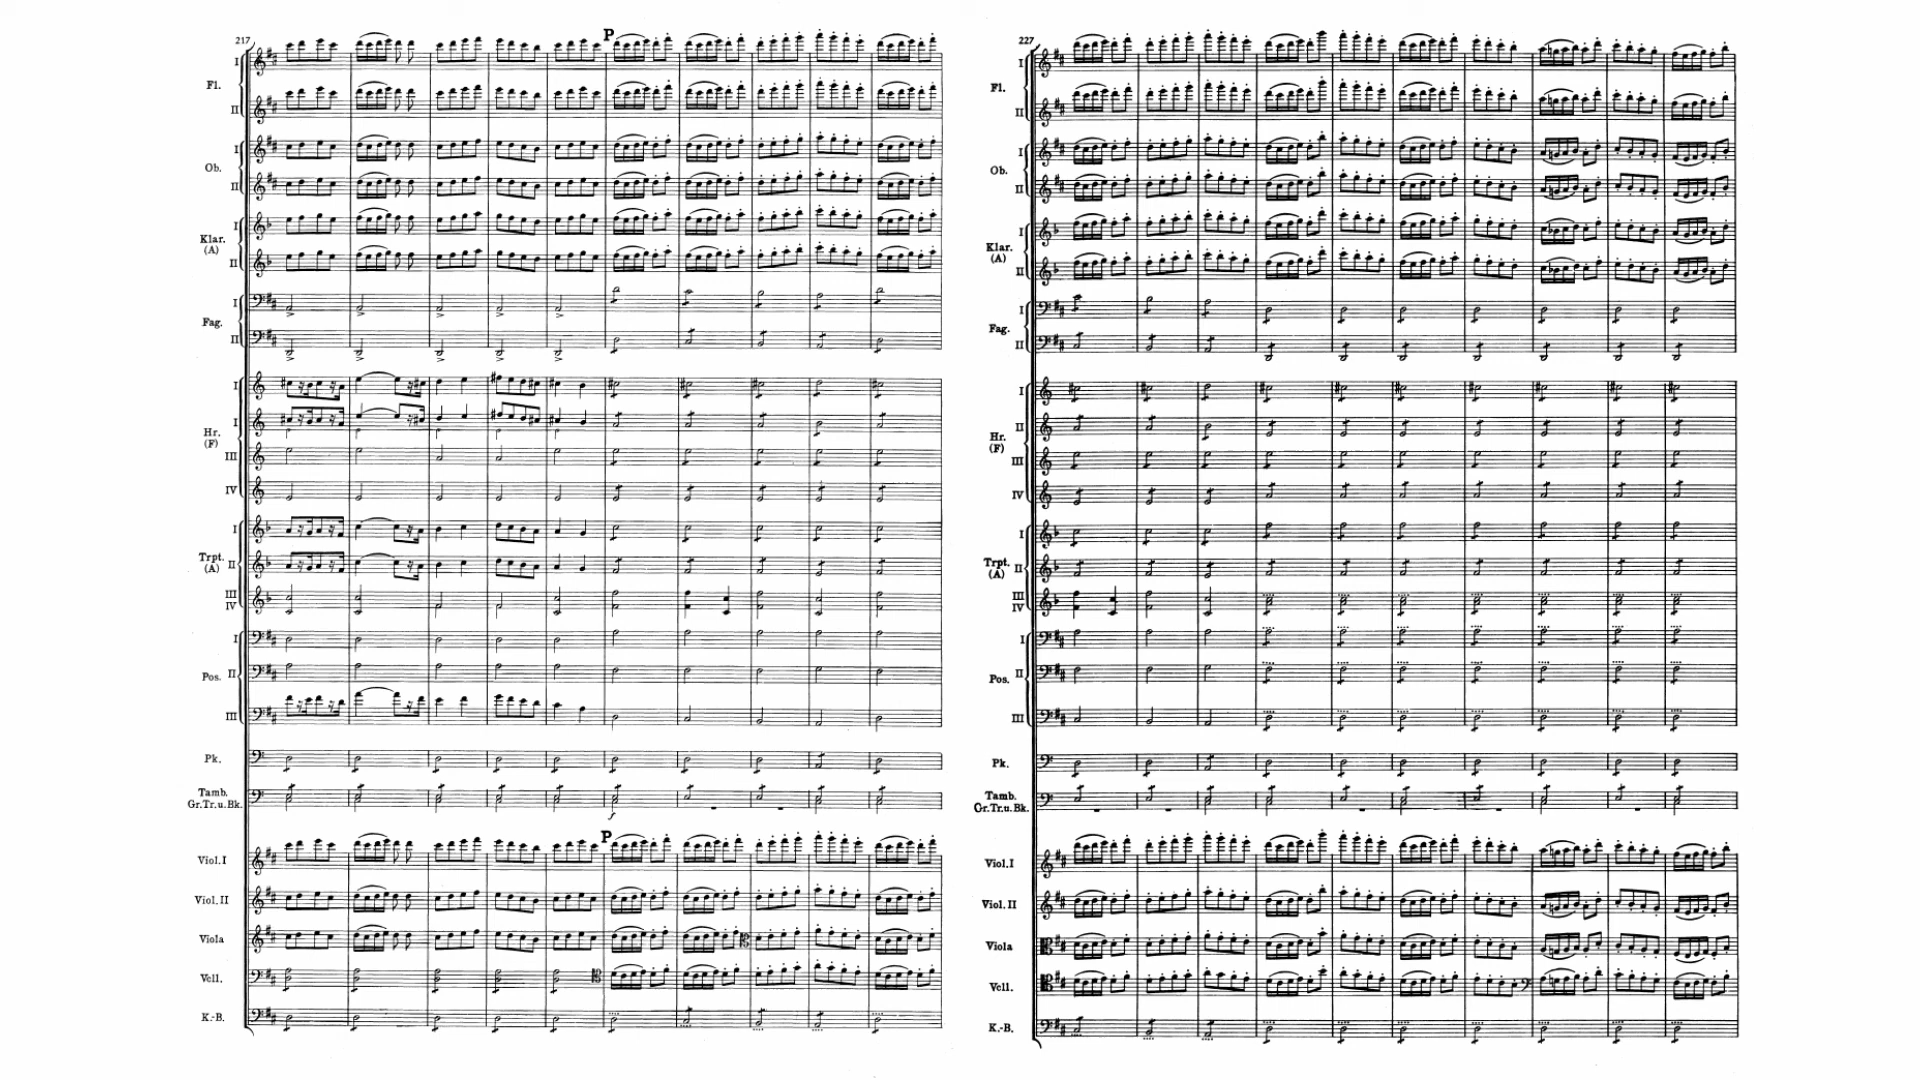 217
P
I
Fl.
II
I
Ob.
II
I
Klar.
(A)
II
I
Fag.
II
I
I
Hr.
(F)
III
IV
I
Trpt.
(A)
II
III
IV
I
Pos. II
III
Pk.
Tamb.
Gr.Tr.u.Bk.
f
P
Viol. I
Viol. II
Viola
Vcll.
K.-B.
227
I
Fl.
II
I
Ob.
II
I
Klar.
(A)
II
I
Fag.
II
I
II
Hr.
(F)
III
IV
I
Trpt.
(A)
II
III
IV
I
Pos. II
III
Pk.
Tamb.
Gr.Tr.u.Bk.
Viol. I
Viol. II
Viola
Vcll.
K.-B.